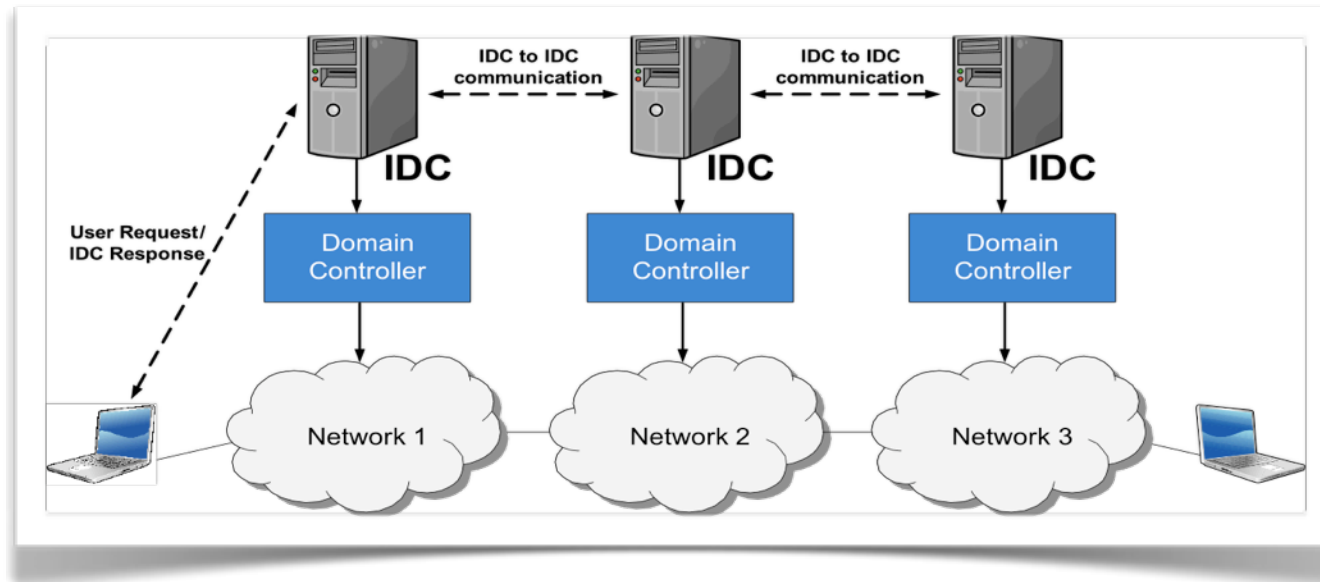 IDC to IDC
communication
IDC to IDC
communication
IDC
IDC
IDC
User Request/
IDC Response
Domain
Controller
Domain
Controller
Domain
Controller
Network 1
Network 2
Network 3